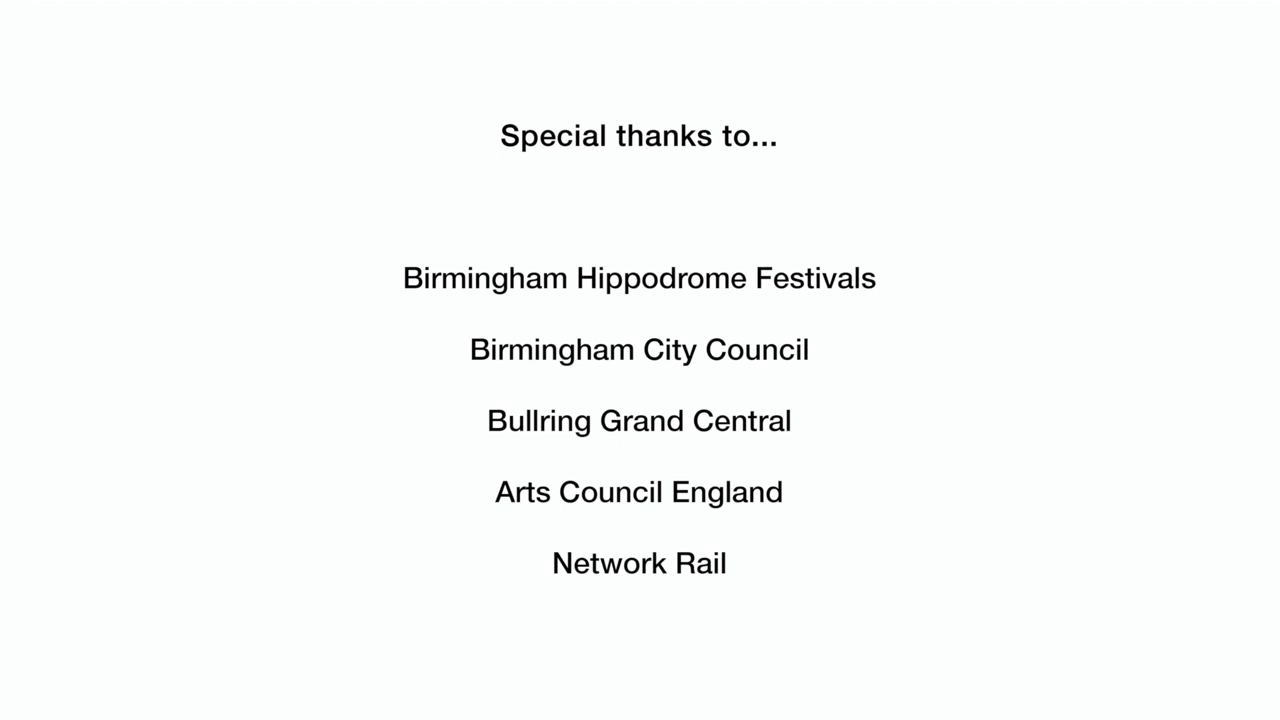 Special thanks to...
Birmingham Hippodrome Festivals
Birmingham City Council
Bullring Grand Central
Arts Council England
Network Rail